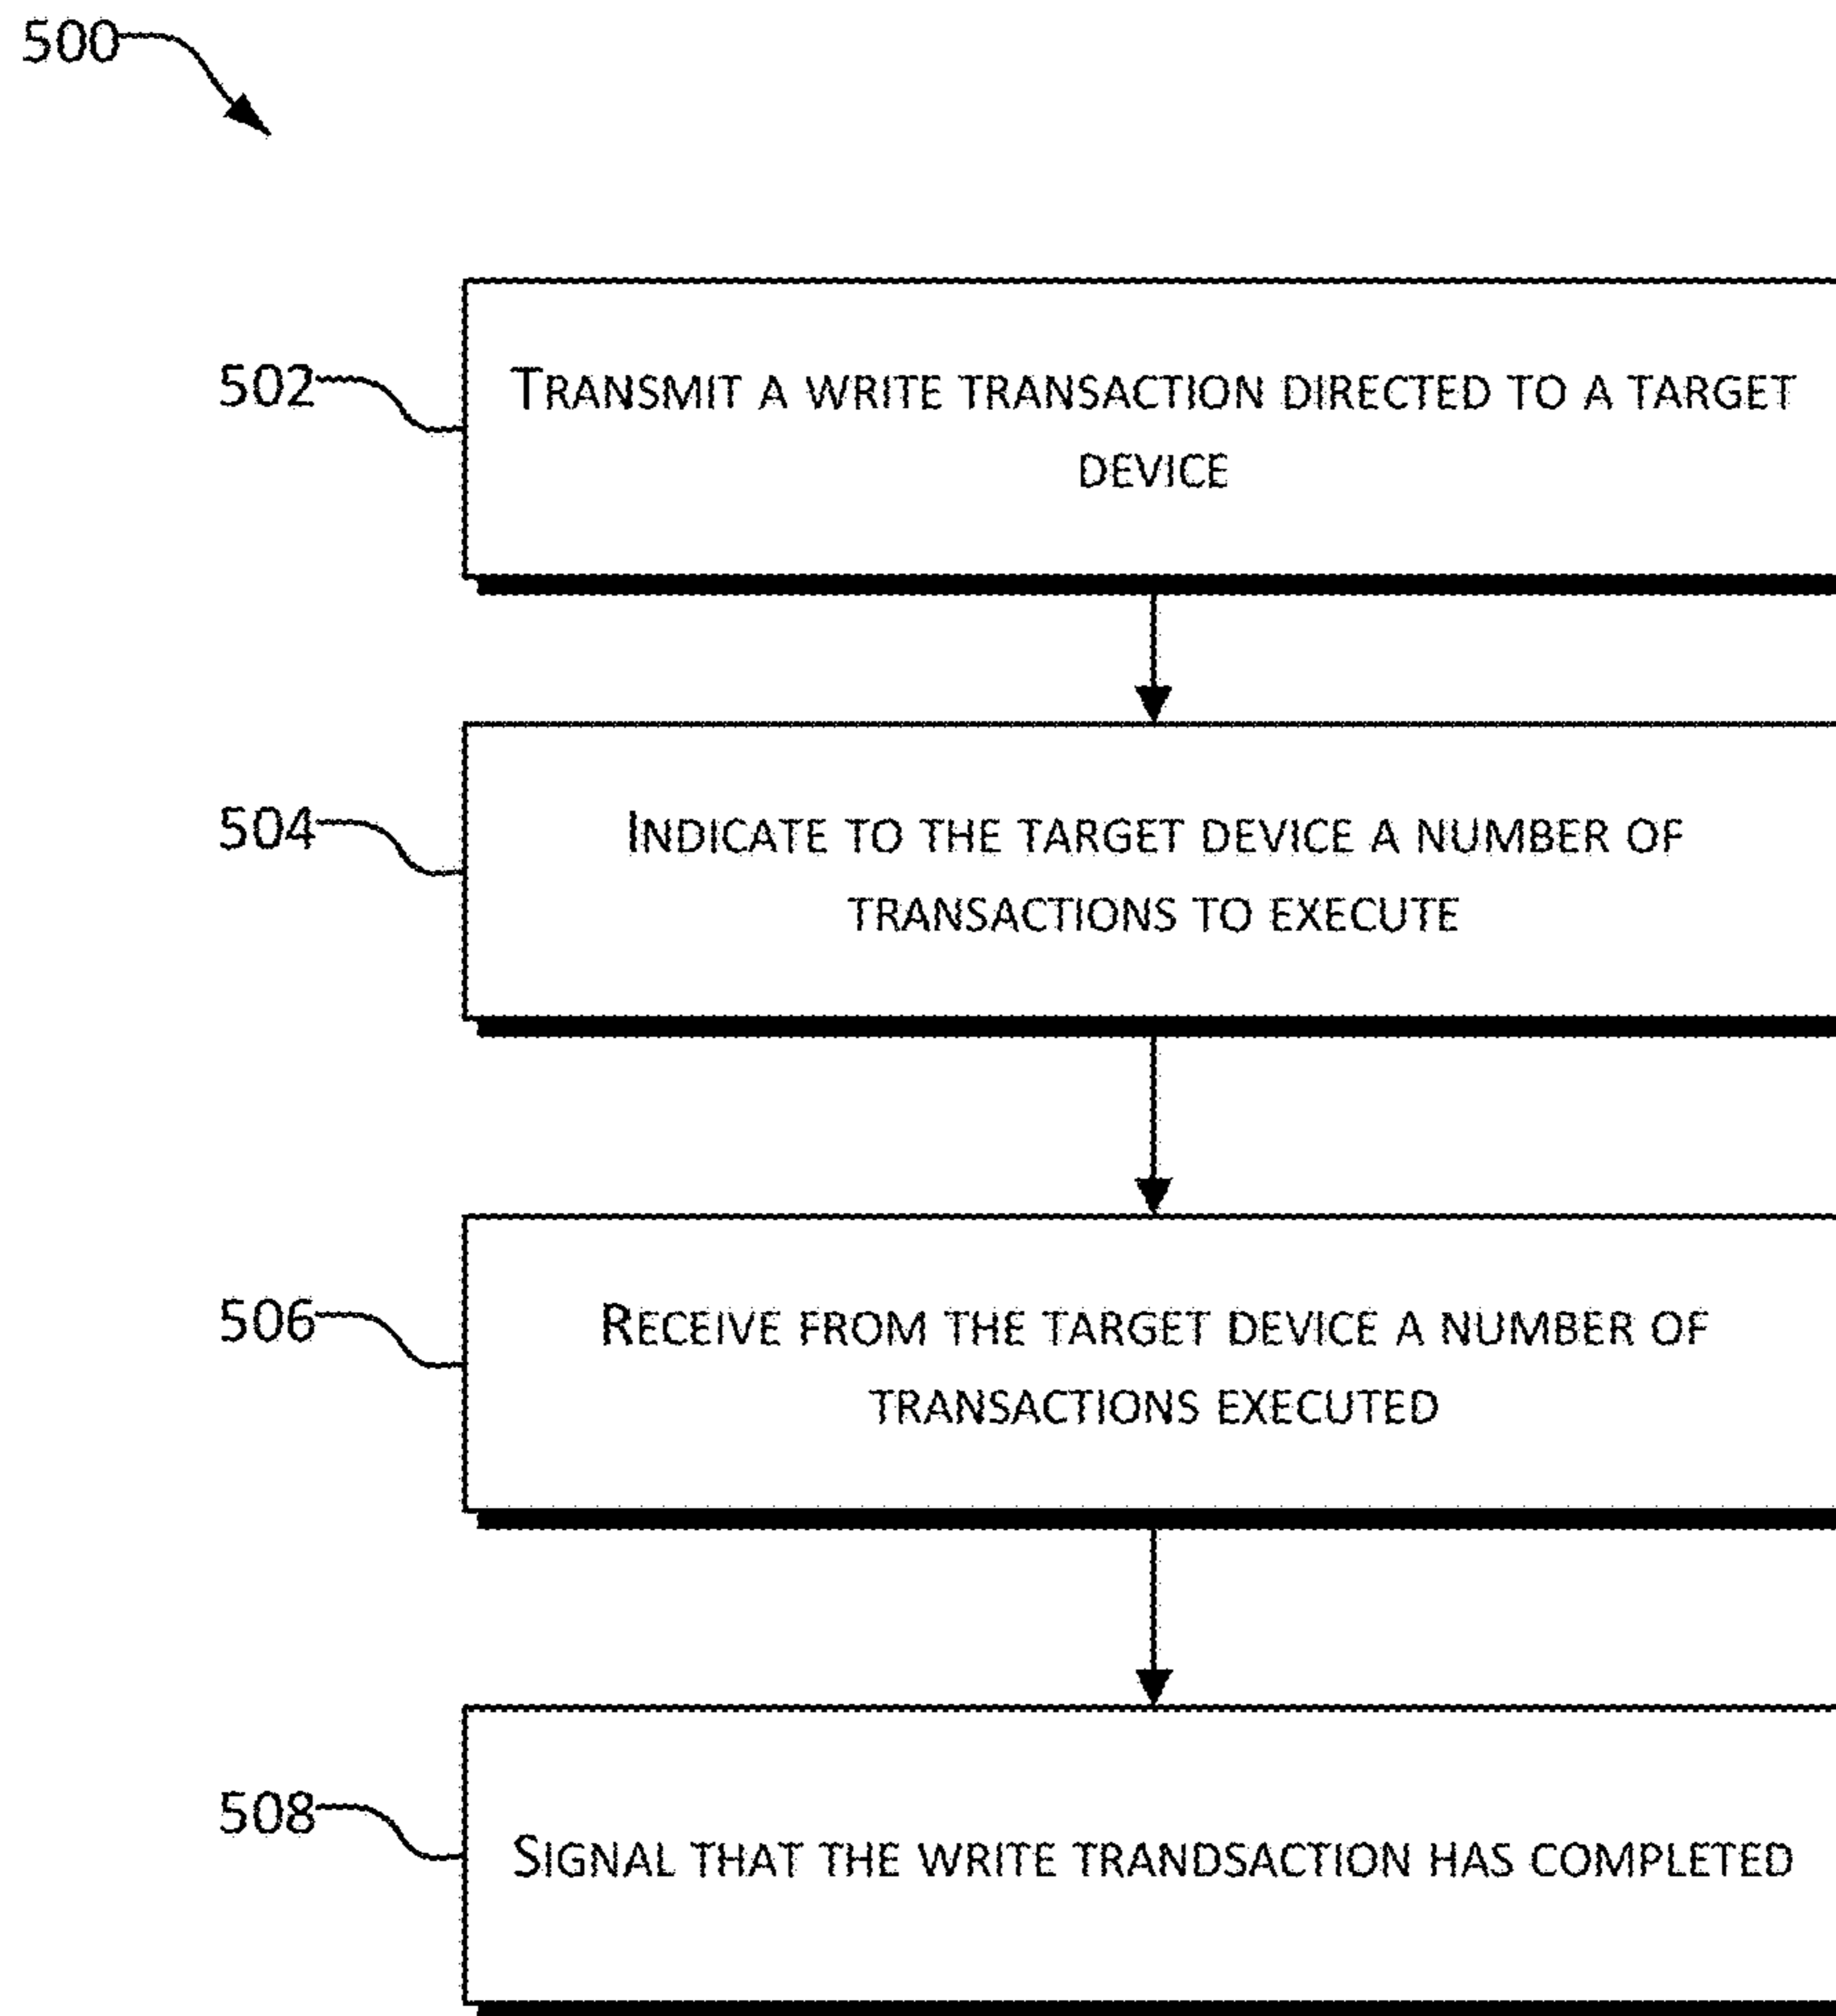 500
502
TRANSMIT A WRITE TRANSACTION DIRECTED TO A TARGET
DEVICE
504
INDICATE TO THE TARGET DEVICE A NUMBER OF
TRANSACTIONS TO EXECUTE
506
RECEIVE FROM THE TARGET DEVICE A NUMBER OF
TRANSACTIONS EXECUTED
508
SIGNAL THAT THE WRITE TRANDSACTION HAS COMPLETED